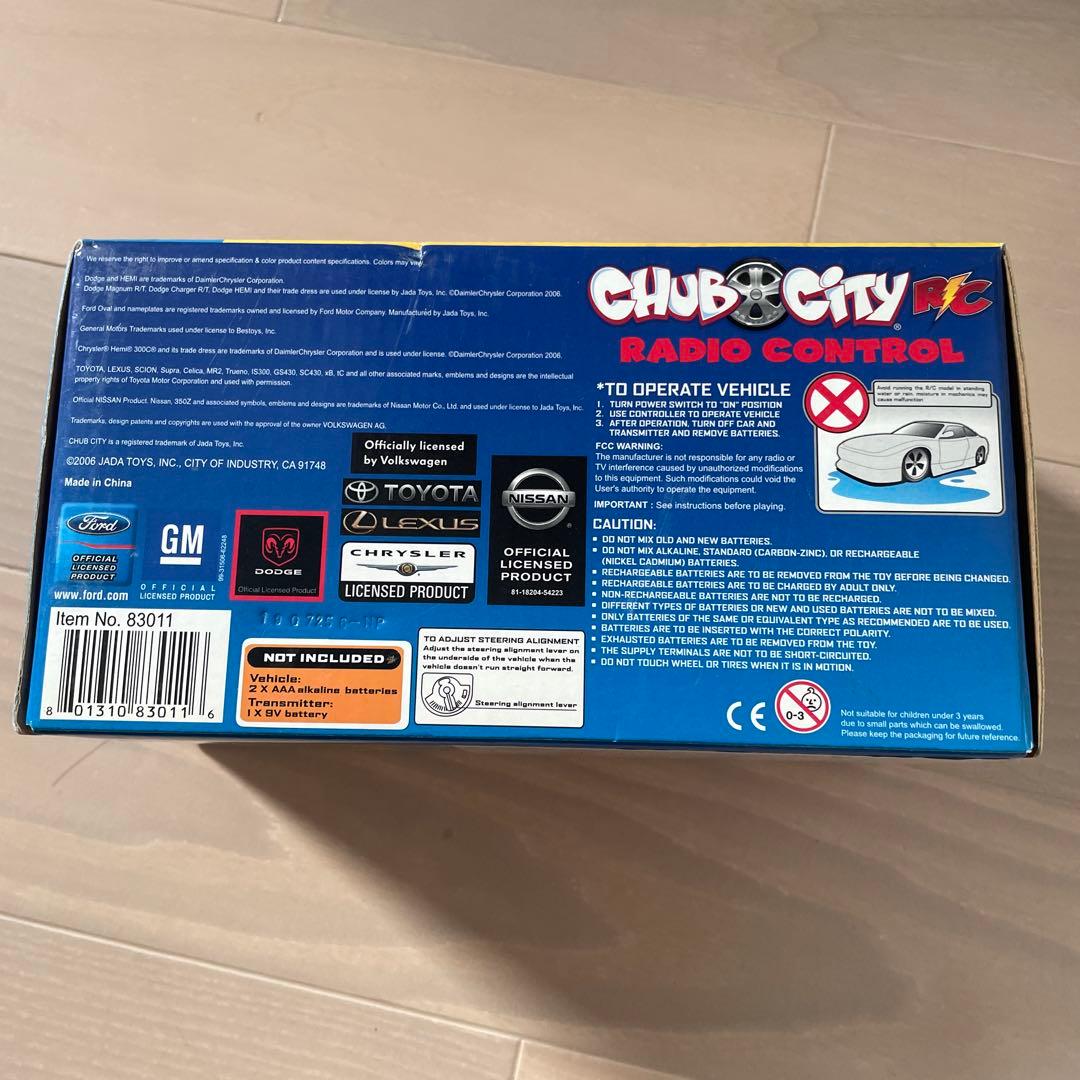 We reserve the right to improve or amend specification & color product content specifications. Colors may vary.
Dodge and HEMI are trademarks of DaimlerChrysler Corporation.
Dodge Magnum R/T, Dodge Charger R/T, Dodge HEMI and their trade dress are used under license by Jada Toys, Inc. ©DaimlerChrysler Corporation 2006.
Ford Oval and nameplates are registered trademarks owned and licensed by Ford Motor Company. Manufactured by Jada Toys, Inc.
General Motors Trademarks used under license to Bestoys, Inc.
Chrysler® Hemi® 300C® and its trade dress are trademarks of DaimlerChrysler Corporation and is used under license. ©DaimlerChrysler Corporation 2006.
TOYOTA, LEXUS, SCION, Supra, Celica, MR2, Trueno, IS300, GS430, SC430, xB, tC and all other associated marks, emblems and designs are the intellectual
property rights of Toyota Motor Corporation and used with permission.
Official NISSAN Product. Nissan, 350Z and associated symbols, emblems and designs are trademarks of Nissan Motor Co., Ltd. and used under license to Jada Toys, Inc.
Trademarks, design patents and copyrights are used with the approval of the owner VOLKSWAGEN AG.
CHUB CITY is a registered trademark of Jada Toys, Inc.
©2006 JADA TOYS, INC., CITY OF INDUSTRY, CA 91748
Made in China
Officially licensed
by Volkswagen
TOYOTA
LEXUS
CHRYSLER
LICENSED PRODUCT
NISSAN
®
OFFICIAL
LICENSED
PRODUCT
81-18204-54223
Ford
OFFICIAL
LICENSED
PRODUCT
www.ford.com
GM
OFFICIAL
LICENSED PRODUCT
99-31506-62248
DODGE
Official Licensed Product
Item No. 83011
8 01310 83011 6
NOT INCLUDED
Vehicle:
2 X AAA alkaline batteries
Transmitter:
1 X 9V battery
TO ADJUST STEERING ALIGNMENT
Adjust the steering alignment lever on
the underside of the vehicle when the
vehicle doesn't run straight forward.
Steering alignment lever
CHUB CITY R/C
®
RADIO CONTROL
*TO OPERATE VEHICLE
1. TURN POWER SWITCH TO "ON" POSITION
2. USE CONTROLLER TO OPERATE VEHICLE
3. AFTER OPERATION, TURN OFF CAR AND
TRANSMITTER AND REMOVE BATTERIES.
FCC WARNING:
The manufacturer is not responsible for any radio or
TV interference caused by unauthorized modifications
to this equipment. Such modifications could void the
User's authority to operate the equipment.
IMPORTANT : See instructions before playing.
Avoid running the R/C model in standing
water or rain. moisture in mechanics may
cause malfunction
CAUTION:
▪ DO NOT MIX OLD AND NEW BATTERIES.
▪ DO NOT MIX ALKALINE, STANDARD (CARBON-ZINC), OR RECHARGEABLE
(NICKEL CADMIUM) BATTERIES.
▪ RECHARGEABLE BATTERIES ARE TO BE REMOVED FROM THE TOY BEFORE BEING CHARGED.
▪ RECHARGEABLE BATTERIES ARE TO BE CHARGED BY ADULT ONLY.
▪ NON-RECHARGEABLE BATTERIES ARE NOT TO BE RECHARGED.
▪ DIFFERENT TYPES OF BATTERIES OR NEW AND USED BATTERIES ARE NOT TO BE MIXED.
▪ ONLY BATTERIES OF THE SAME OR EQUIVALENT TYPE AS RECOMMENDED ARE TO BE USED.
▪ BATTERIES ARE TO BE INSERTED WITH THE CORRECT POLARITY.
▪ EXHAUSTED BATTERIES ARE TO BE REMOVED FROM THE TOY.
▪ THE SUPPLY TERMINALS ARE NOT TO BE SHORT-CIRCUITED.
▪ DO NOT TOUCH WHEEL OR TIRES WHEN IT IS IN MOTION.
CE
0-3
Not suitable for children under 3 years
due to small parts which can be swallowed.
Please keep the packaging for future reference.